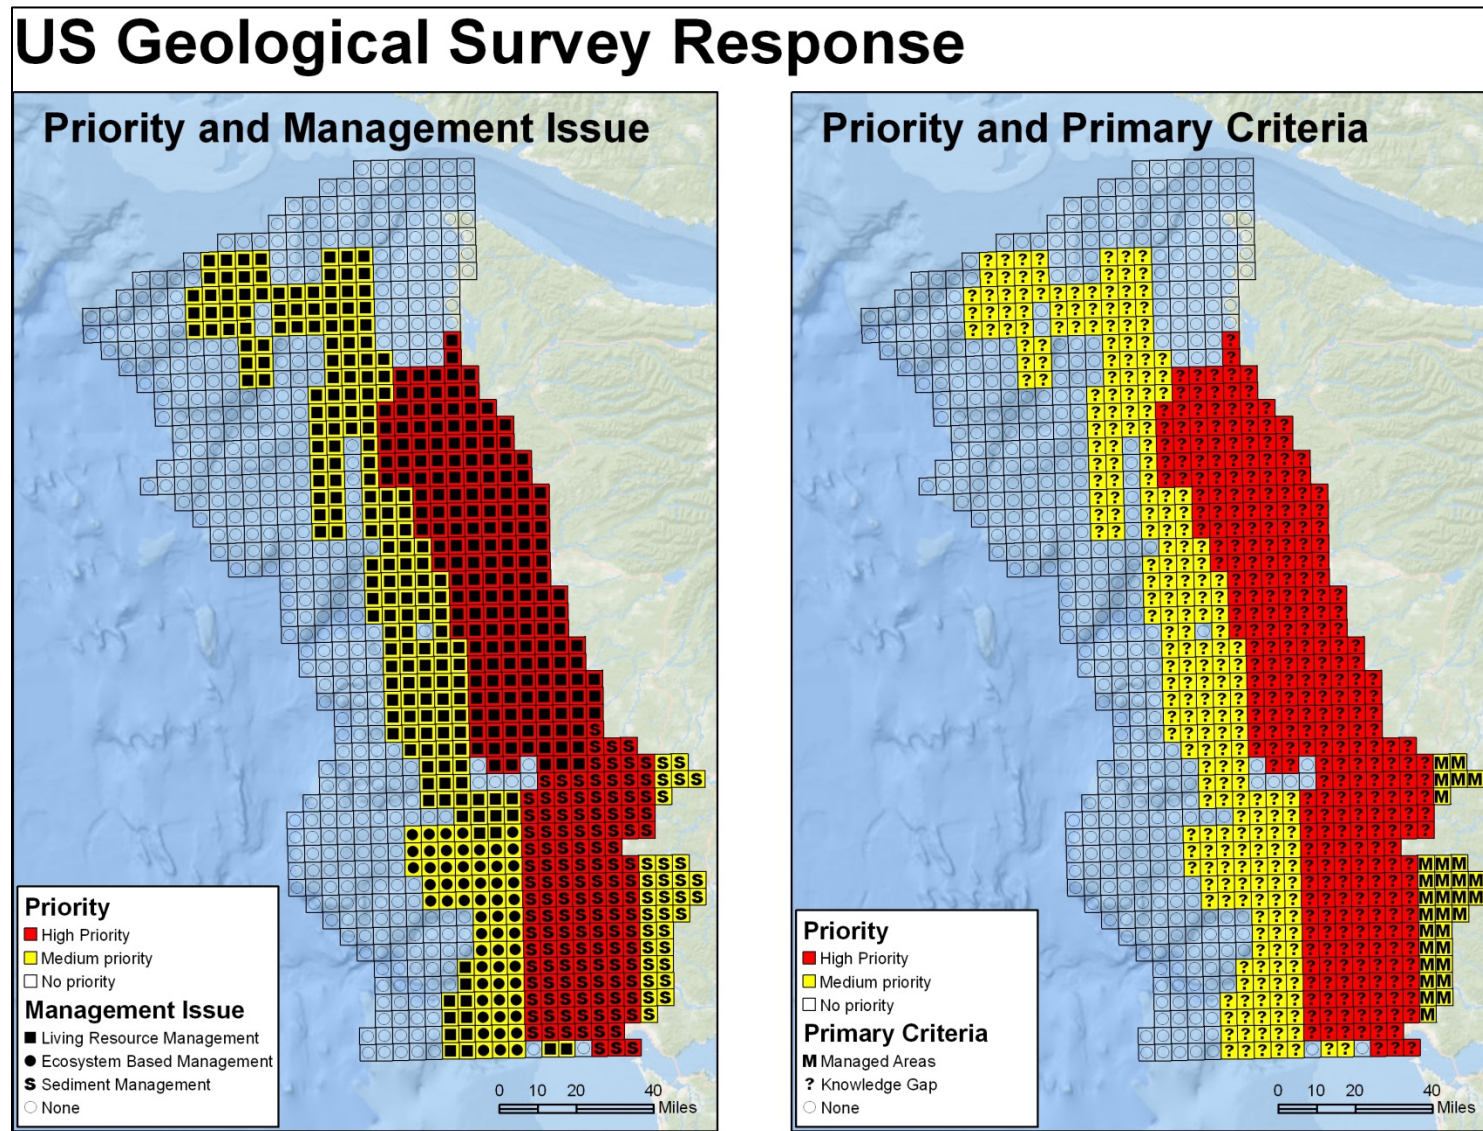 US Geological Survey Response
Priority and Management Issue
Priority
High Priority
Medium priority
No priority
Management Issue
Living Resource Management
Ecosystem Based Management
S Sediment Management
None
0 10 20 40
Miles
Priority and Primary Criteria
Priority
High Priority
Medium priority
No priority
Primary Criteria
M Managed Areas
? Knowledge Gap
None
0 10 20 40
Miles